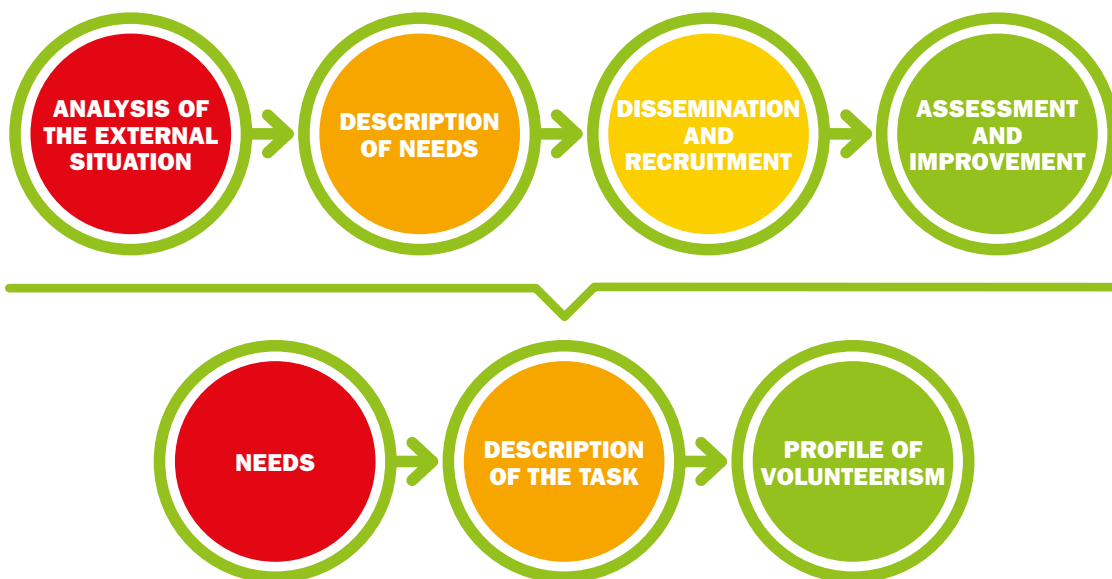 ANALYSIS OF
THE EXTERNAL
SITUATION
DESCRIPTION
OF NEEDS
DISSEMINATION
AND
RECRUITMENT
ASSESSMENT
AND
IMPROVEMENT
NEEDS
DESCRIPTION
OF THE TASK
PROFILE OF
VOLUNTEERISM